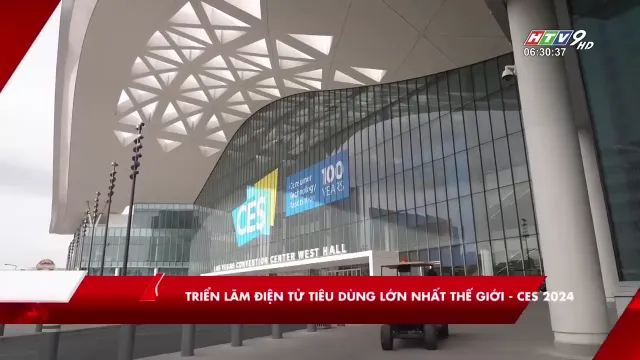 HTV9 HD
06:30:37
Consumer
Technology
Association
100
YEARS
CES
LAS VEGAS CONVENTION CENTER WEST HALL
TRIỂN LÃM ĐIỆN TỬ TIÊU DÙNG LỚN NHẤT THẾ GIỚI - CES 2024